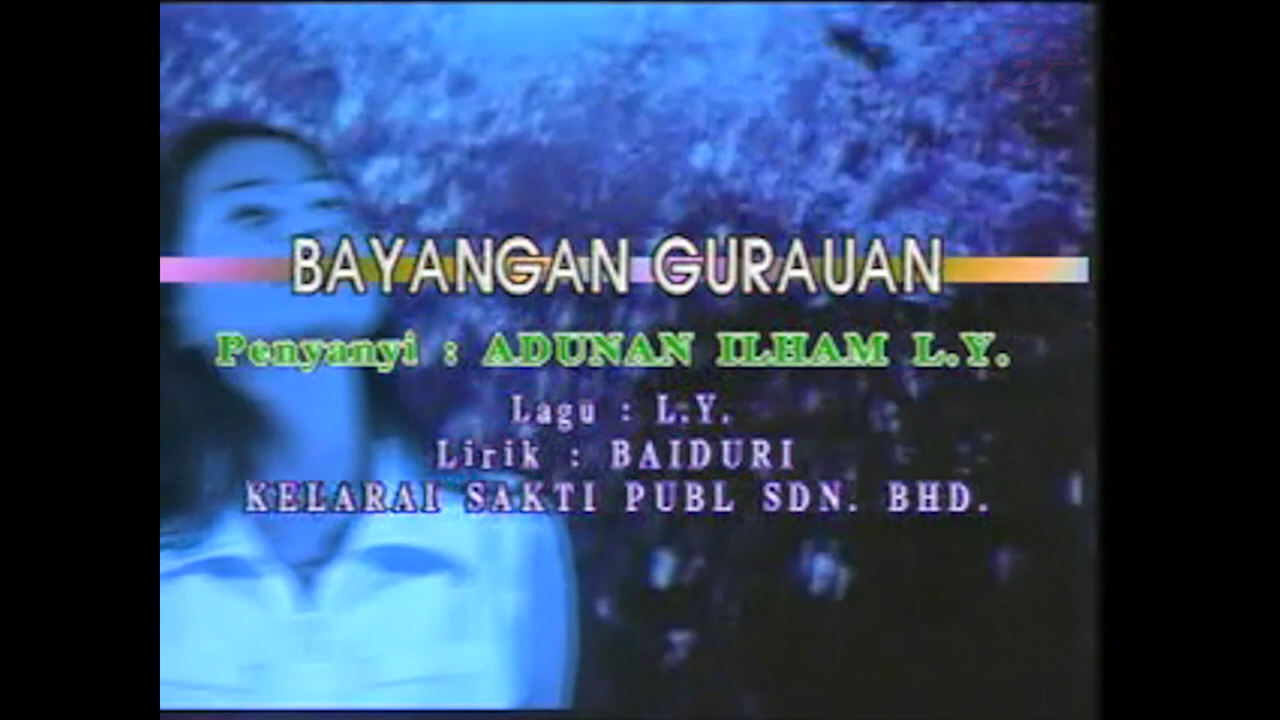 BAYANGAN GURAUAN
Penyanyi : ADUNAN ILHAM L.Y.
Lagu : L.Y.
Lirik : BAIDURI
KELARAI SAKTI PUBL SDN. BHD.